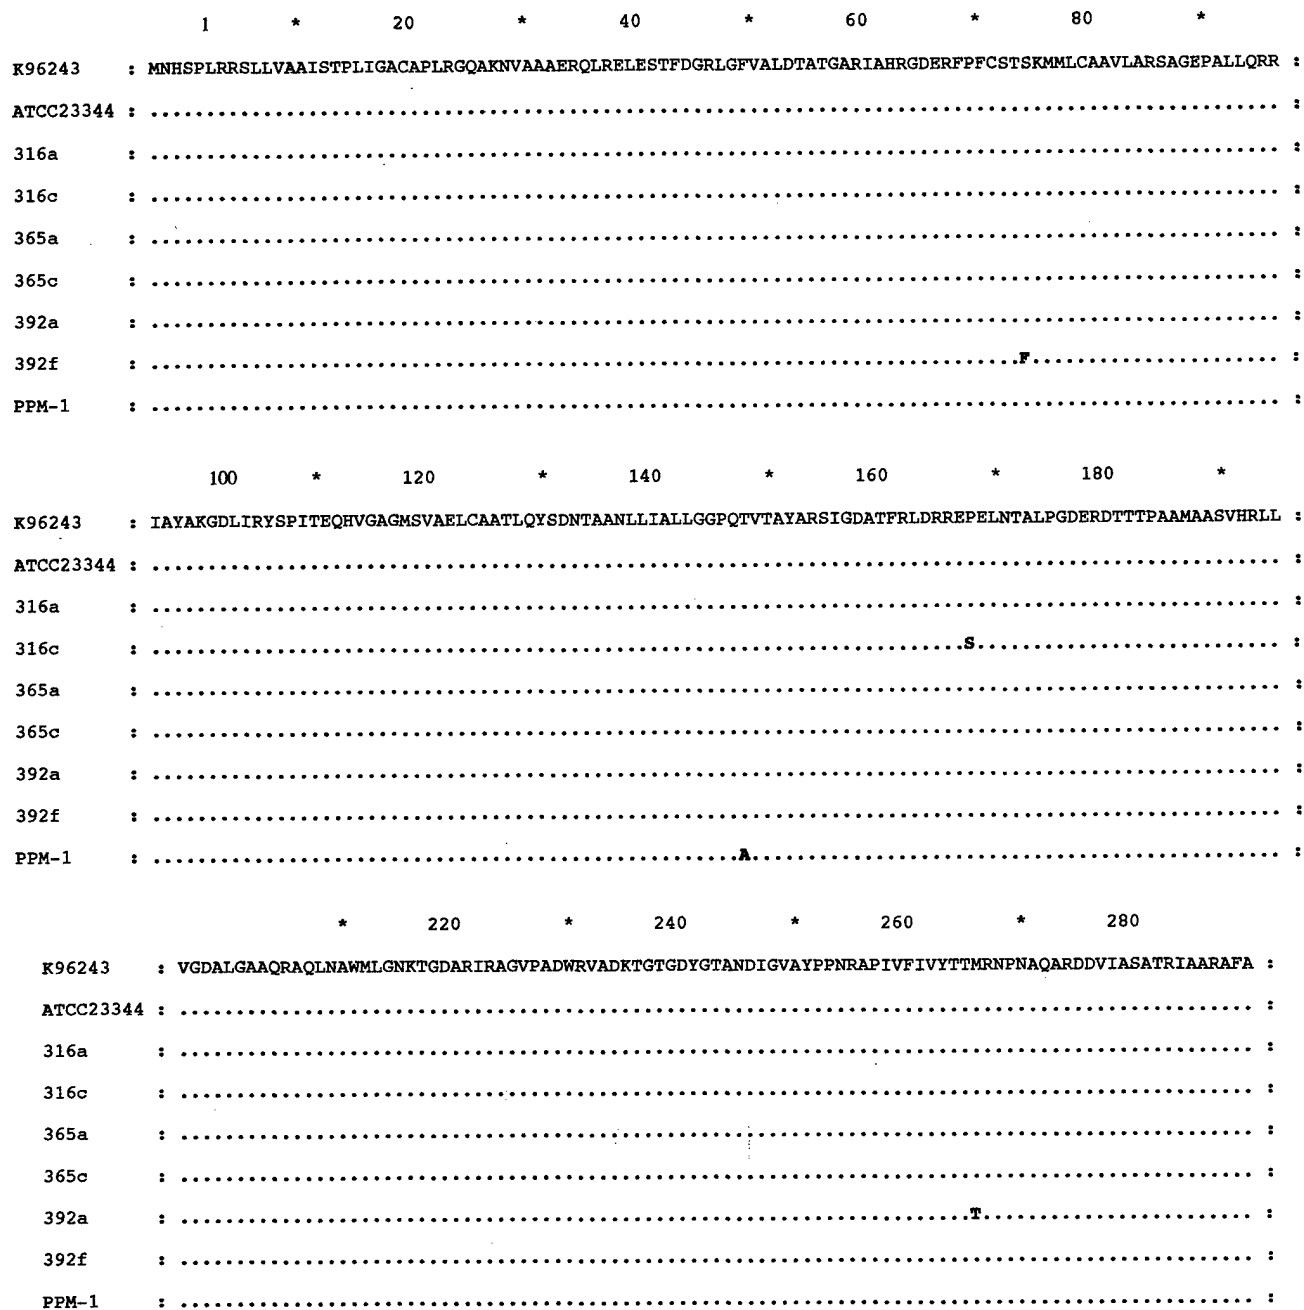 1 * 20 * 40 * 60 * 80 *
K96243 : MNHSPLRRSLLVAAISTPLIGACAPLRGQAKNVAAAERQLRELESTFDGRLGFVALDTATGARIAHRGDERFPFCSTSKMMLCAAVLARSAGEPALLQRR :
ATCC23344 : .................................................................................................... :
316a : .................................................................................................... :
316c : .................................................................................................... :
365a : .................................................................................................... :
365c : .................................................................................................... :
392a : .................................................................................................... :
392f : .............................................................................F...................... :
PPM-1 : .................................................................................................... :
100 * 120 * 140 * 160 * 180 *
K96243 : IAYAKGDLIRYSPITEQHVGAGMSVAELCAATLQYSDNTAANLLIALLGGPQTVTAYARSIGDATFRLDRREPELNTALPGDERDTTTPAAMAASVHRLL :
ATCC23344 : .................................................................................................... :
316a : .................................................................................................... :
316c : ........................................................................S........................... :
365a : .................................................................................................... :
365c : .................................................................................................... :
392a : .................................................................................................... :
392f : .................................................................................................... :
PPM-1 : ....................................................A............................................... :
* 220 * 240 * 260 * 280
K96243 : VGDALGAAQRAQLNAWMLGNKTGDARIRAGVPADWRVADKTGTGDYGTANDIGVAYPPNRAPIVFIVYTTMRNPNAQARDDVIASATRIAARAFA :
ATCC23344 : ............................................................................................... :
316a : ............................................................................................... :
316c : ............................................................................................... :
365a : ............................................................................................... :
365c : ............................................................................................... :
392a : ......................................................................T........................ :
392f : ............................................................................................... :
PPM-1 : ............................................................................................... :